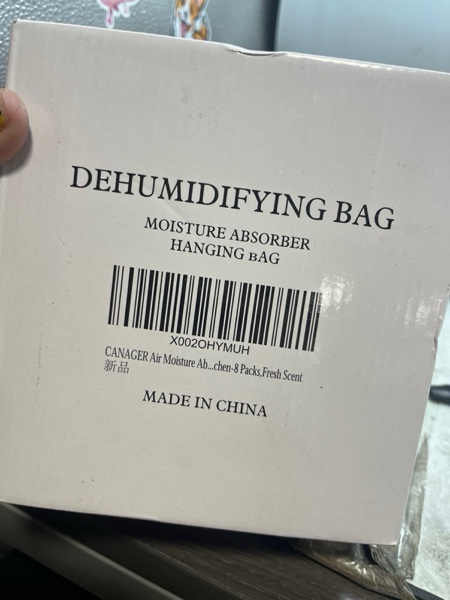 DEHUMIDIFYING BAG
MOISTURE ABSORBER
HANGING BAG
X002OHYMUH
CANAGER Air Moisture Ab...chen-8 Packs,Fresh Scent
新品
MADE IN CHINA